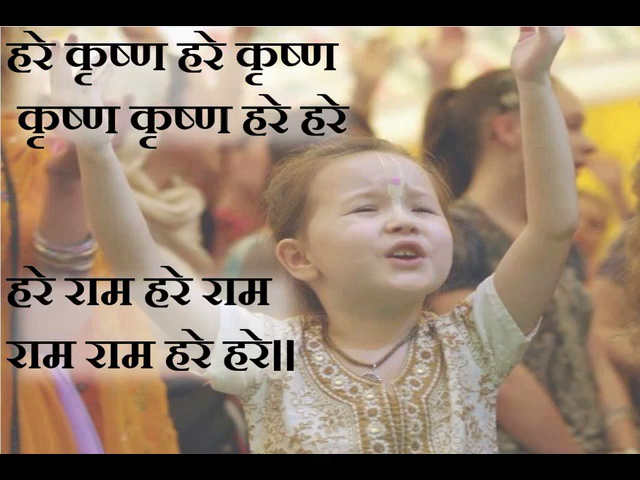 हरे कृष्ण हरे कृष्ण
कृष्ण कृष्ण हरे हरे
हरे राम हरे राम
राम राम हरे हरे||